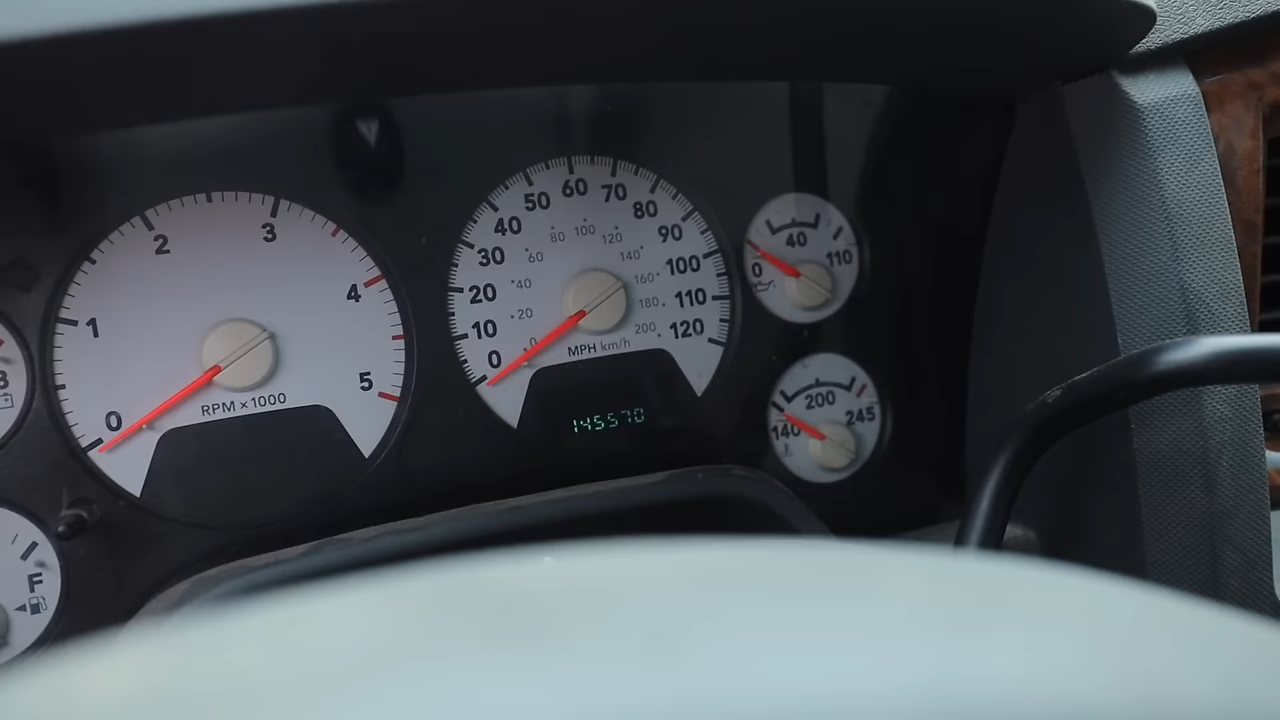 0 1 2 3 4 5
RPM x 1000
0 10 20 30 40 50 60 70 80 90 100 110 120
0 20 40 60 80 100 120 140 160 180 200
MPH km/h
145570
0 40 110
140 200 245
F